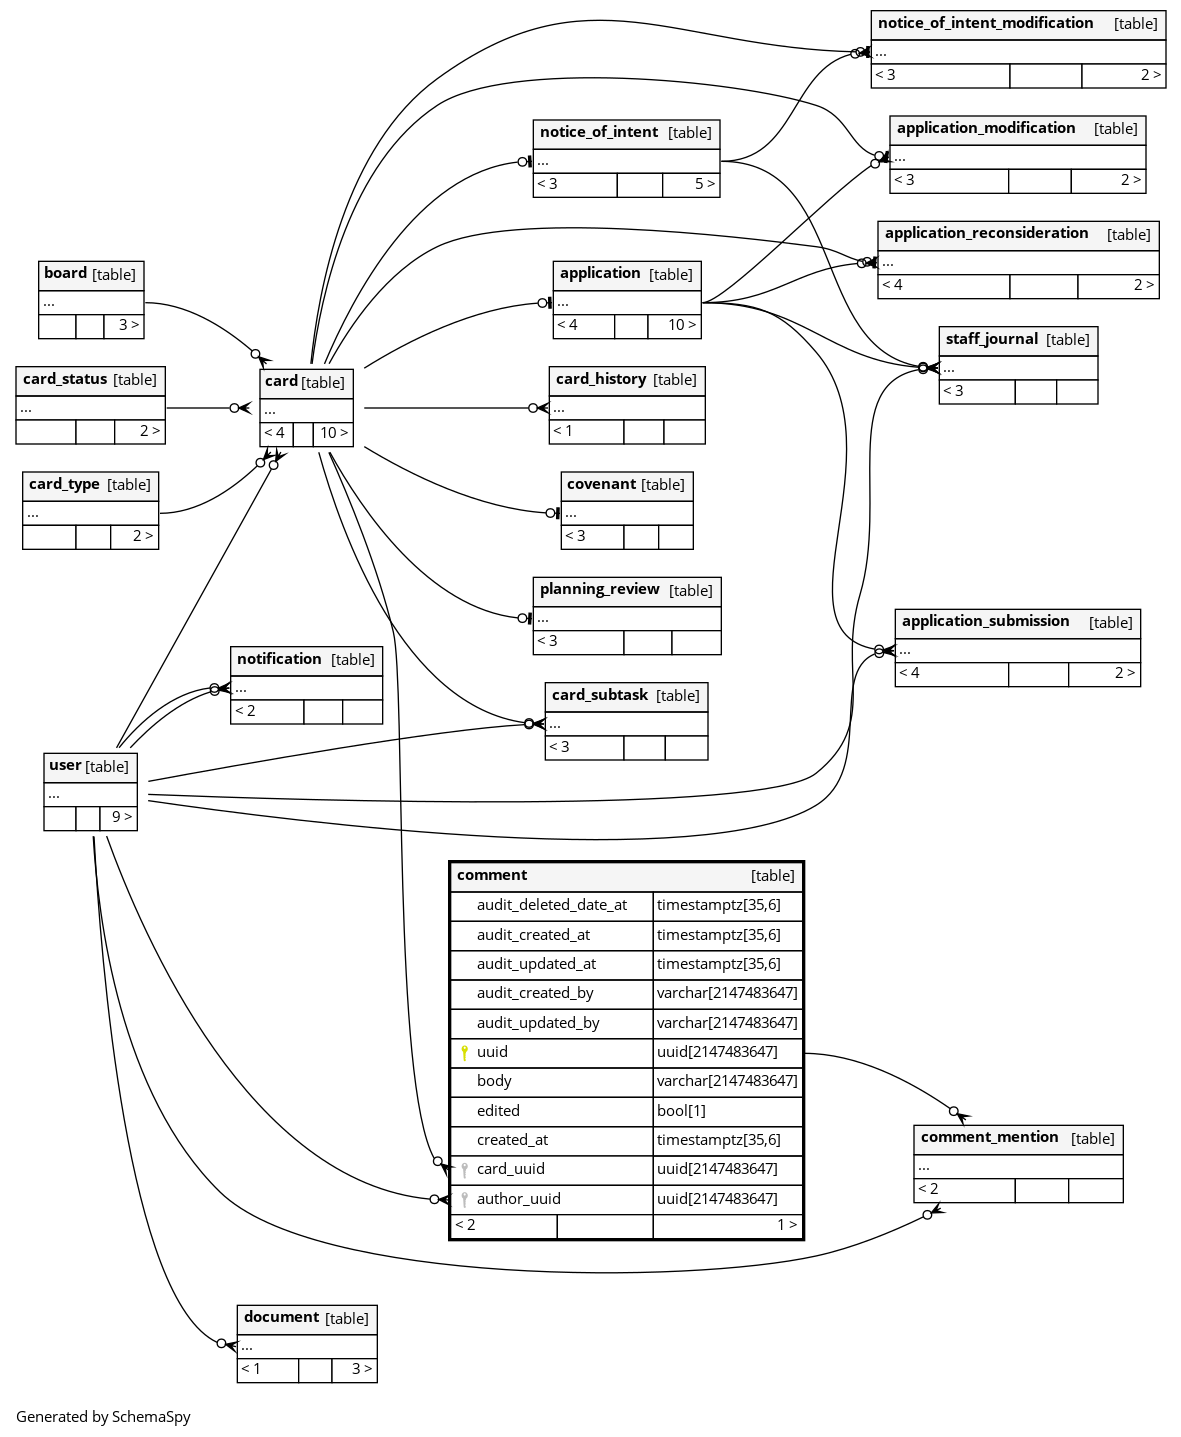 notice_of_intent_modification [table]
...
< 3 2 >
application_modification [table]
...
< 3 2 >
notice_of_intent [table]
...
< 3 5 >
application_reconsideration [table]
...
< 4 2 >
board [table]
...
3 >
application [table]
...
< 4 10 >
staff_journal [table]
...
< 3
card_status [table]
...
2 >
card [table]
...
< 4 10 >
card_history [table]
...
< 1
card_type [table]
...
2 >
covenant [table]
...
< 3
planning_review [table]
...
< 3
application_submission [table]
...
< 4 2 >
notification [table]
...
< 2
card_subtask [table]
...
< 3
user [table]
...
9 >
comment [table]
audit_deleted_date_at timestamptz[35,6]
audit_created_at timestamptz[35,6]
audit_updated_at timestamptz[35,6]
audit_created_by varchar[2147483647]
audit_updated_by varchar[2147483647]
uuid uuid[2147483647]
body varchar[2147483647]
edited bool[1]
created_at timestamptz[35,6]
card_uuid uuid[2147483647]
author_uuid uuid[2147483647]
< 2 1 >
comment_mention [table]
...
< 2
document [table]
...
< 1 3 >
Generated by SchemaSpy